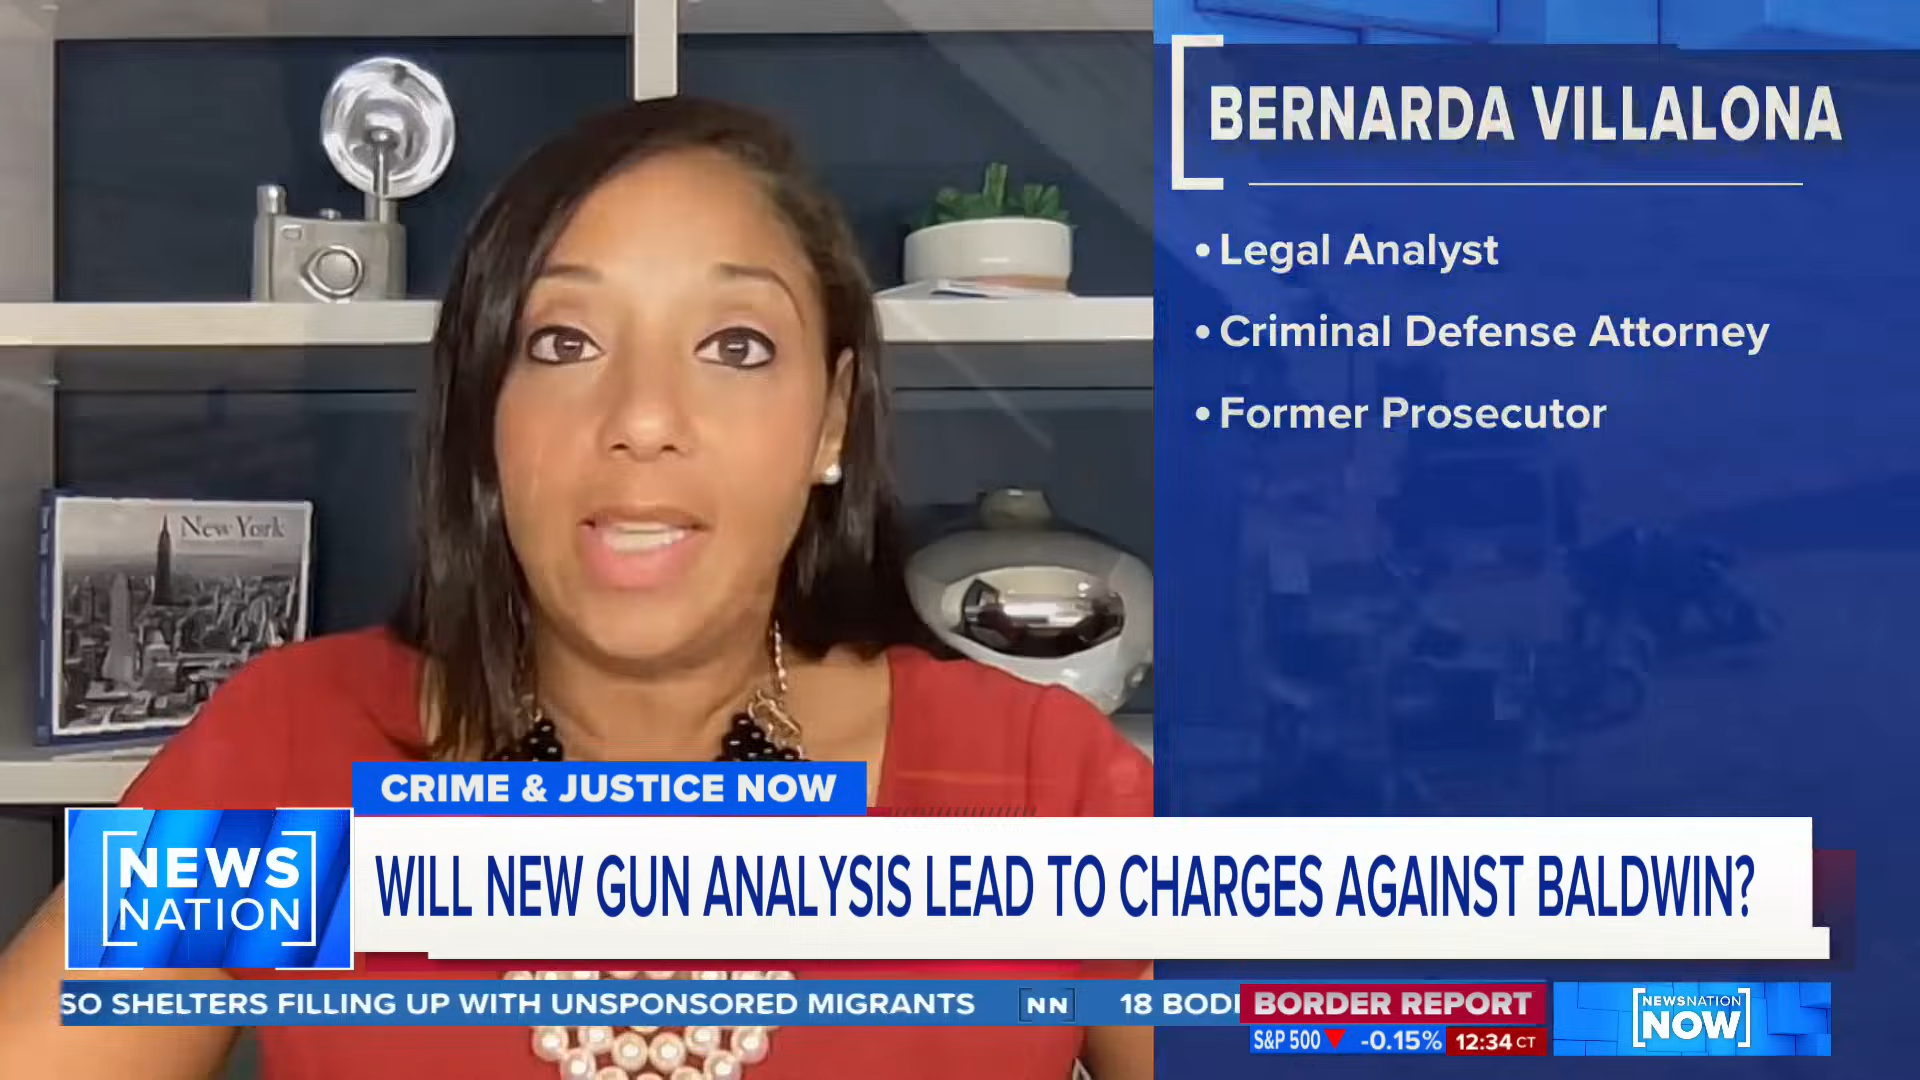 BERNARDA VILLALONA
• Legal Analyst
• Criminal Defense Attorney
• Former Prosecutor
New York
CRIME & JUSTICE NOW
NEWS
NATION
WILL NEW GUN ANALYSIS LEAD TO CHARGES AGAINST BALDWIN?
SO SHELTERS FILLING UP WITH UNSPONSORED MIGRANTS NN 18 BODI
BORDER REPORT
S&P 500 ▼ -0.15% 12:34 CT
NEWSNATION
NOW